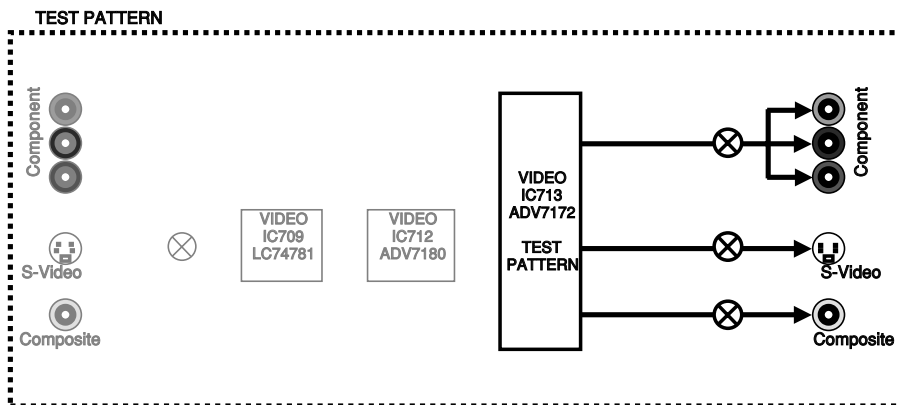 TEST PATTERN
Component
S-Video
Composite
VIDEO
IC709
LC74781
VIDEO
IC712
ADV7180
VIDEO
IC713
ADV7172
TEST
PATTERN
Component
S-Video
Composite